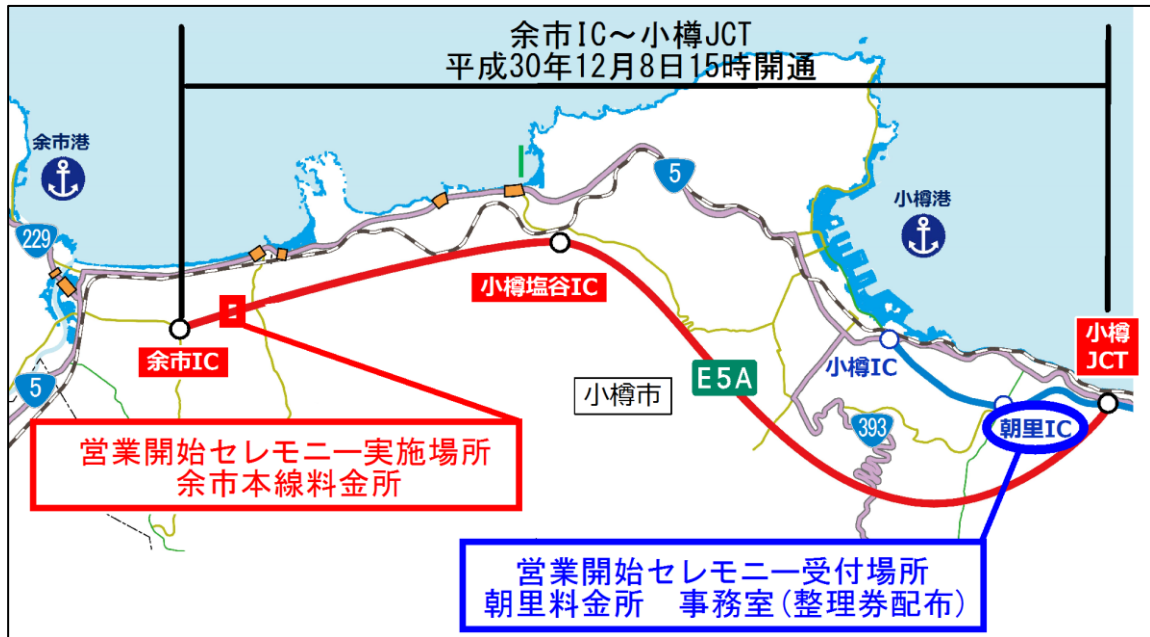 余市IC～小樽JCT
平成30年12月8日15時開通
余市港
5
小樽港
229
小樽塩谷IC
余市IC
小樽IC
小樽
JCT
E5A
小樽市
5
393
朝里IC
営業開始セレモニー実施場所
余市本線料金所
営業開始セレモニー受付場所
朝里料金所　事務室(整理券配布)